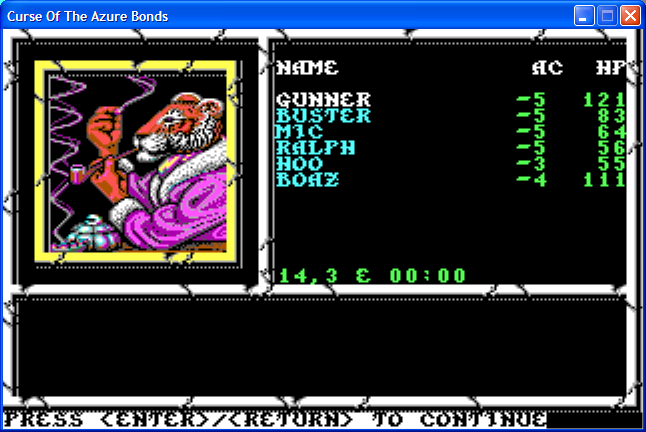 Curse Of The Azure Bonds
NAME AC HP
GUNNER -5 121
BUSTER -5 83
MIC -5 64
RALPH -5 56
HOO -3 55
BOAZ -4 111
14,3 E 00:00
PRESS <ENTER>/<RETURN> TO CONTINUE